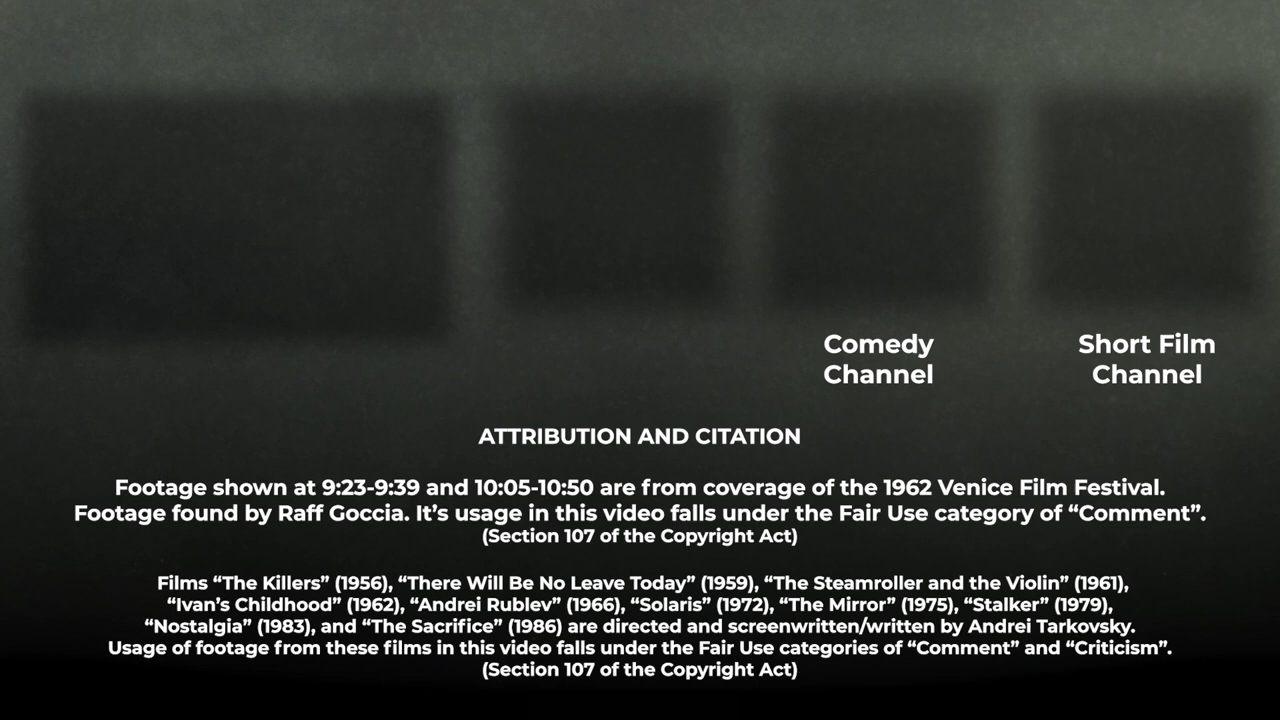 Comedy
Channel
Short Film
Channel
ATTRIBUTION AND CITATION
Footage shown at 9:23-9:39 and 10:05-10:50 are from coverage of the 1962 Venice Film Festival.
Footage found by Raff Goccia. It’s usage in this video falls under the Fair Use category of “Comment”.
(Section 107 of the Copyright Act)
Films “The Killers” (1956), “There Will Be No Leave Today” (1959), “The Steamroller and the Violin” (1961),
“Ivan’s Childhood” (1962), “Andrei Rublev” (1966), “Solaris” (1972), “The Mirror” (1975), “Stalker” (1979),
“Nostalgia” (1983), and “The Sacrifice” (1986) are directed and screenwritten/written by Andrei Tarkovsky.
Usage of footage from these films in this video falls under the Fair Use categories of “Comment” and “Criticism”.
(Section 107 of the Copyright Act)